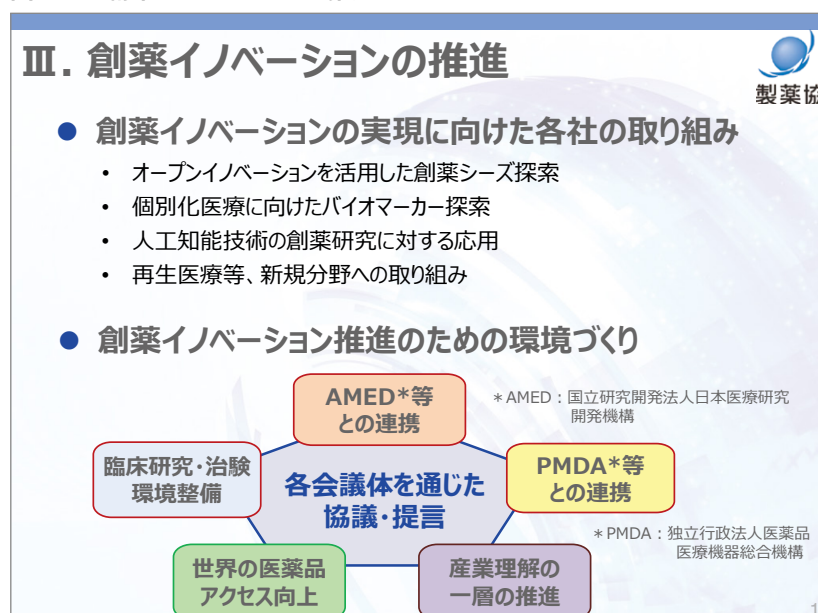 Ⅲ. 創薬イノベーションの推進
製薬協
● 創薬イノベーションの実現に向けた各社の取り組み
• オープンイノベーションを活用した創薬シーズ探索
• 個別化医療に向けたバイオマーカー探索
• 人工知能技術の創薬研究に対する応用
• 再生医療等、新規分野への取り組み
● 創薬イノベーション推進のための環境づくり
AMED*等
との連携
*AMED:国立研究開発法人日本医療研究
開発機構
臨床研究・治験
環境整備
各会議体を通じた
協議・提言
PMDA*等
との連携
*PMDA:独立行政法人医薬品
医療機器総合機構
世界の医薬品
アクセス向上
産業理解の
一層の推進
1